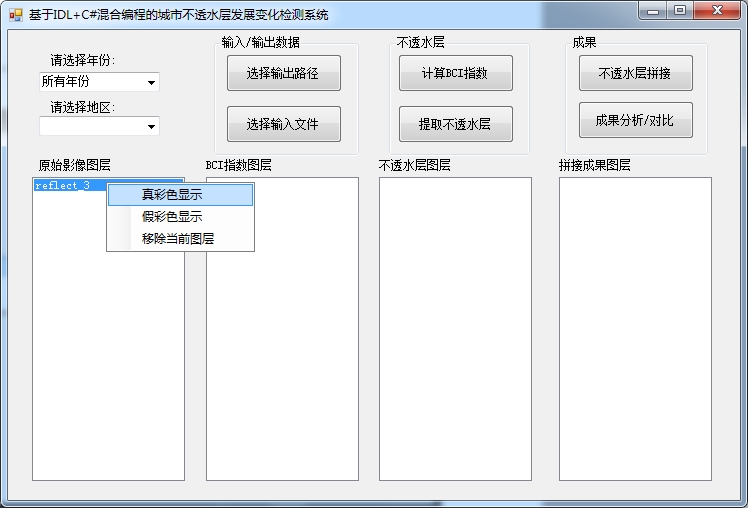 基于IDL+C#混合编程的城市不透水层发展变化检测系统
请选择年份:
所有年份
请选择地区:
输入/输出数据
选择输出路径
选择输入文件
不透水层
计算BCI指数
提取不透水层
成果
不透水层拼接
成果分析/对比
原始影像图层
BCI指数图层
不透水层图层
拼接成果图层
reflect_3
真彩色显示
假彩色显示
移除当前图层